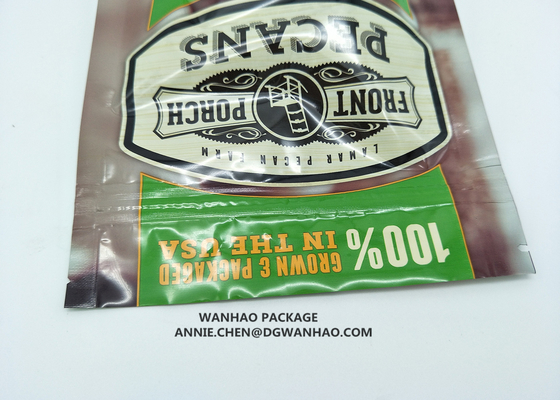 100% GROWN & PACKAGED
IN THE USA
LAMAR PECAN FARM
FRONT PORCH
PECANS
WANHAO PACKAGE
ANNIE.CHEN@DGWANHAO.COM